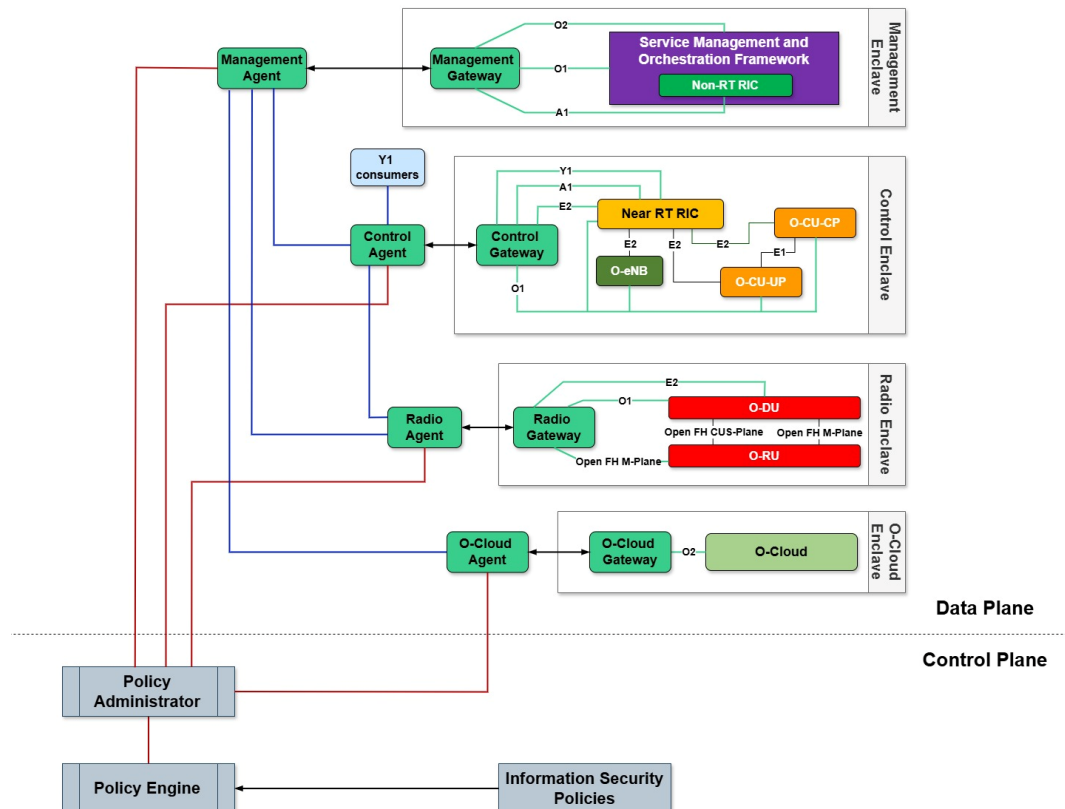 O2
Management
Agent
Management
Gateway
O1
Service Management and
Orchestration Framework
Non-RT RIC
A1
Management
Enclave
Y1
consumers
Y1
A1
E2
Control
Agent
Control
Gateway
Near RT RIC
O-CU-CP
E2
E2
E2
E1
O-eNB
O-CU-UP
O1
Control Enclave
E2
O1
Radio
Agent
Radio
Gateway
O-DU
Open FH CUS-Plane
Open FH M-Plane
O-RU
Open FH M-Plane
Radio Enclave
O-Cloud
Agent
O-Cloud
Gateway
O2
O-Cloud
O-Cloud
Enclave
Data Plane
Control Plane
Policy
Administrator
Policy Engine
Information Security
Policies